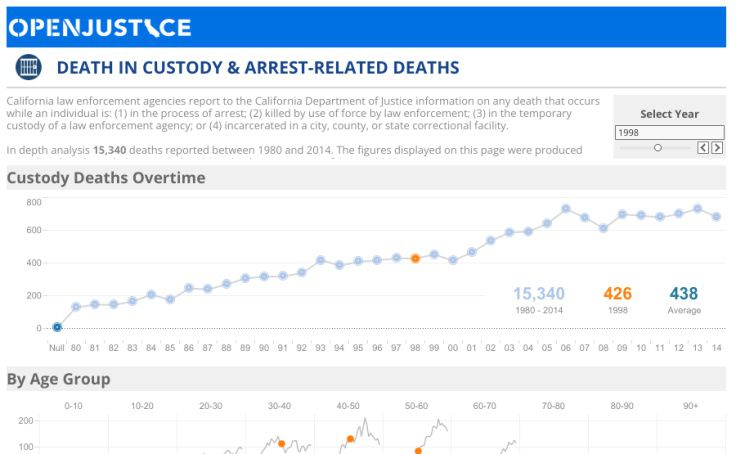 OPENJUSTICE
DEATH IN CUSTODY & ARREST-RELATED DEATHS
California law enforcement agencies report to the California Department of Justice information on any death that occurs
while an individual is: (1) in the process of arrest; (2) killed by use of force by law enforcement; (3) in the temporary
custody of a law enforcement agency; or (4) incarcerated in a city, county, or state correctional facility.
In depth analysis 15,340 deaths reported between 1980 and 2014. The figures displayed on this page were produced
Select Year
1998
Custody Deaths Overtime
800
600
400
200
0
15,340
1980 - 2014
426
1998
438
Average
Null 80 81 82 83 84 85 86 87 88 89 90 91 92 93 94 95 96 97 98 99 00 01 02 03 04 05 06 07 08 09 10 11 12 13 14
By Age Group
0-10 10-20 20-30 30-40 40-50 50-60 60-70 70-80 80-90 90+
200
100